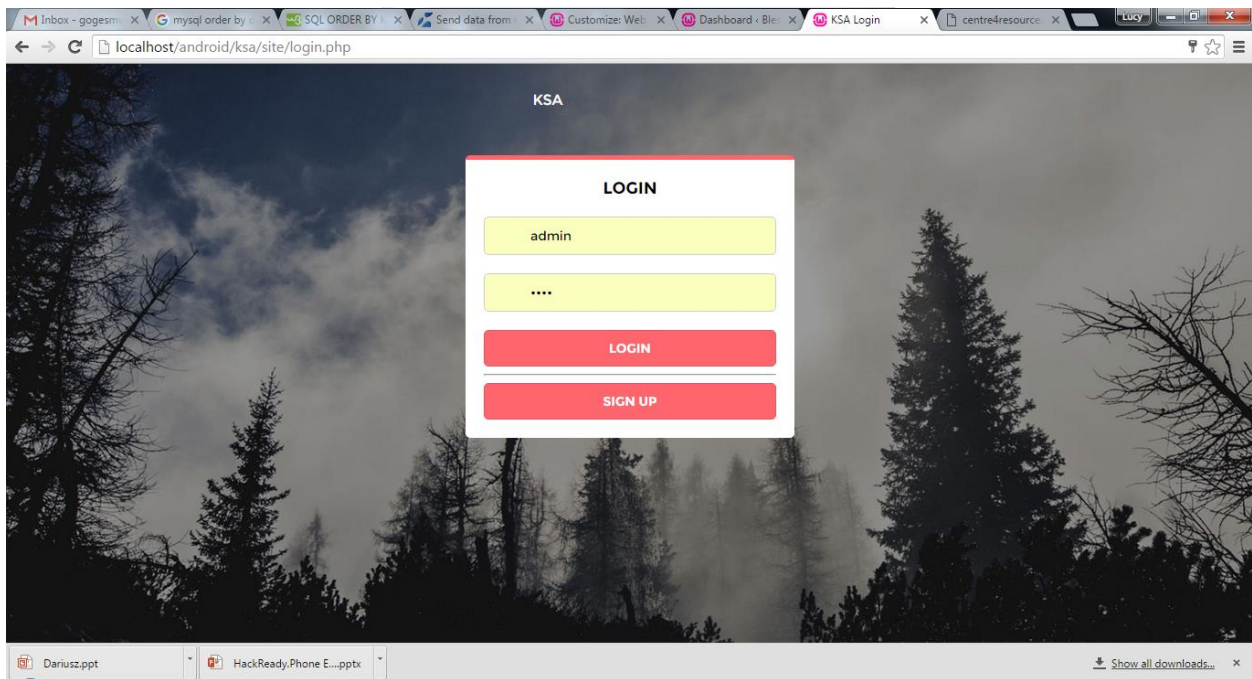 Inbox - gogesm
mysql order by
SQL ORDER BY
Send data from
Customize: Web
Dashboard ‹ Bles
KSA Login
centre4resource
Lucy
localhost/android/ksa/site/login.php
KSA
LOGIN
admin
••••
LOGIN
SIGN UP
Dariusz.ppt
HackReady.Phone E....pptx
Show all downloads...